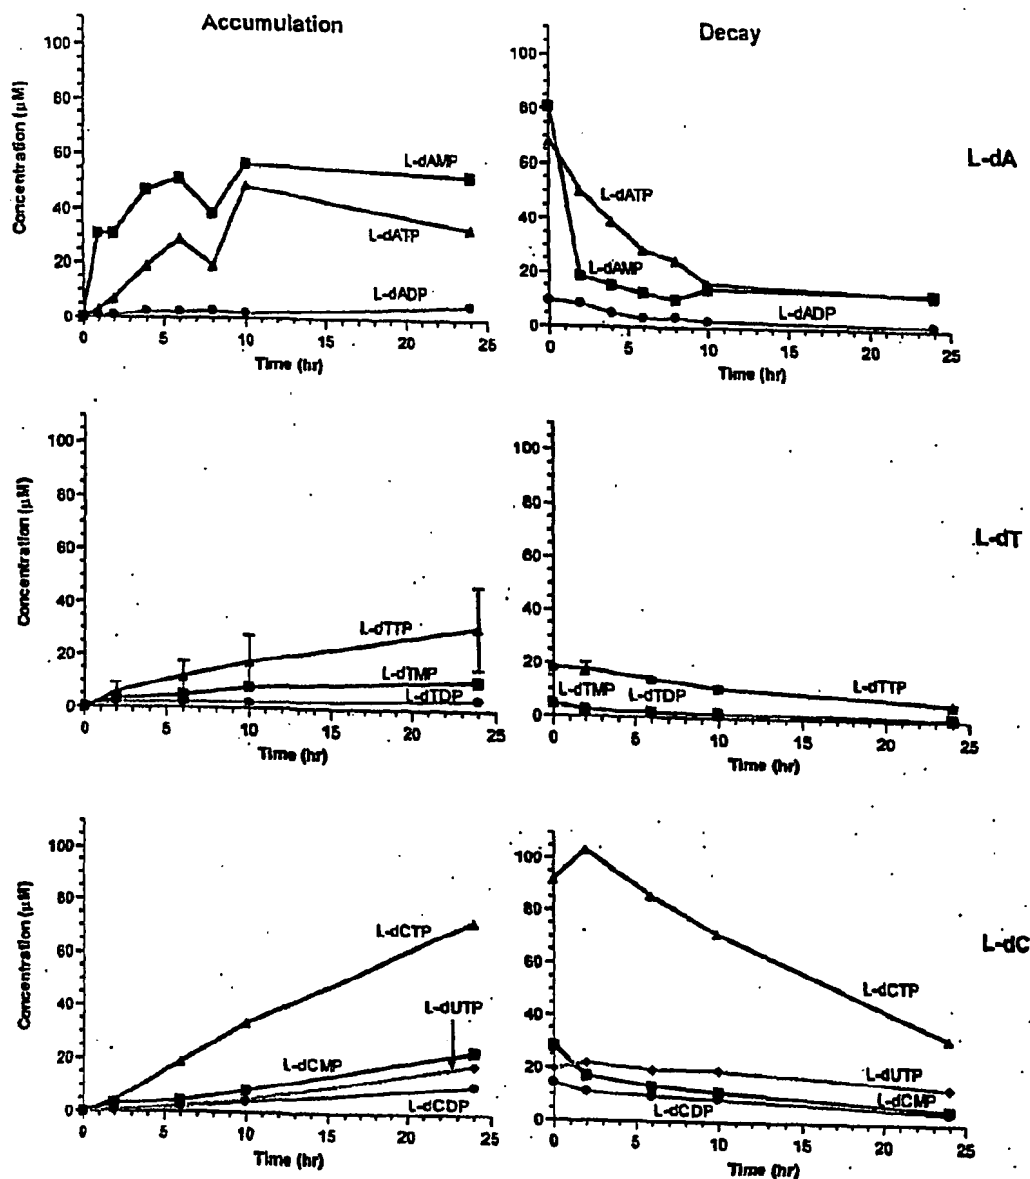 Accumulation
Decay
Concentration (μM)
100
80
60
40
20
0
L-dAMP
L-dATP
L-dADP
0
5
10
15
20
25
Time (hr)
100
80
60
40
20
0
L-dATP
L-dAMP
L-dADP
0
5
10
15
20
25
Time (hr)
L-dA
Concentration (μM)
100
80
60
40
20
0
L-dTTP
L-dTMP
L-dTDP
0
5
10
15
20
25
Time (hr)
100
80
60
40
20
0
L-dTMP
L-dTDP
L-dTTP
0
5
10
15
20
25
Time (hr)
L-dT
Concentration (μM)
100
80
60
40
20
0
L-dCTP
L-dUTP
L-dCMP
L-dCDP
0
5
10
15
20
25
Time (hr)
100
80
60
40
20
0
L-dCTP
L-dUTP
L-dCMP
L-dCDP
0
5
10
15
20
25
Time (hr)
L-dC